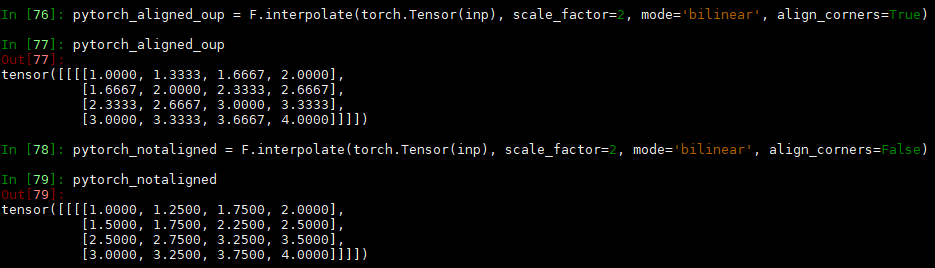 In [76]: pytorch_aligned_oup = F.interpolate(torch.Tensor(inp), scale_factor=2, mode='bilinear', align_corners=True)
In [77]: pytorch_aligned_oup
Out[77]:
tensor([[[[1.0000, 1.3333, 1.6667, 2.0000],
          [1.6667, 2.0000, 2.3333, 2.6667],
          [2.3333, 2.6667, 3.0000, 3.3333],
          [3.0000, 3.3333, 3.6667, 4.0000]]]])
In [78]: pytorch_notaligned = F.interpolate(torch.Tensor(inp), scale_factor=2, mode='bilinear', align_corners=False)
In [79]: pytorch_notaligned
Out[79]:
tensor([[[[1.0000, 1.2500, 1.7500, 2.0000],
          [1.5000, 1.7500, 2.2500, 2.5000],
          [2.5000, 2.7500, 3.2500, 3.5000],
          [3.0000, 3.2500, 3.7500, 4.0000]]]])